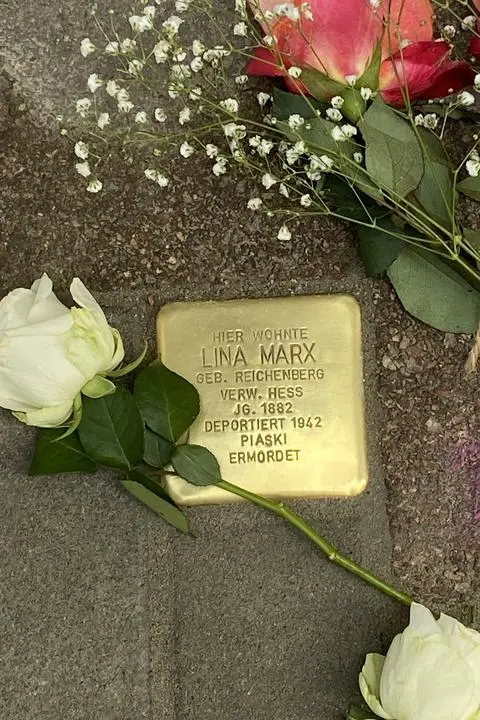 HIER WOHNTE
LINA MARX
GEB. REICHENBERG
VERW. HESS
JG. 1882
DEPORTIERT 1942
PIASKI
ERMORDET